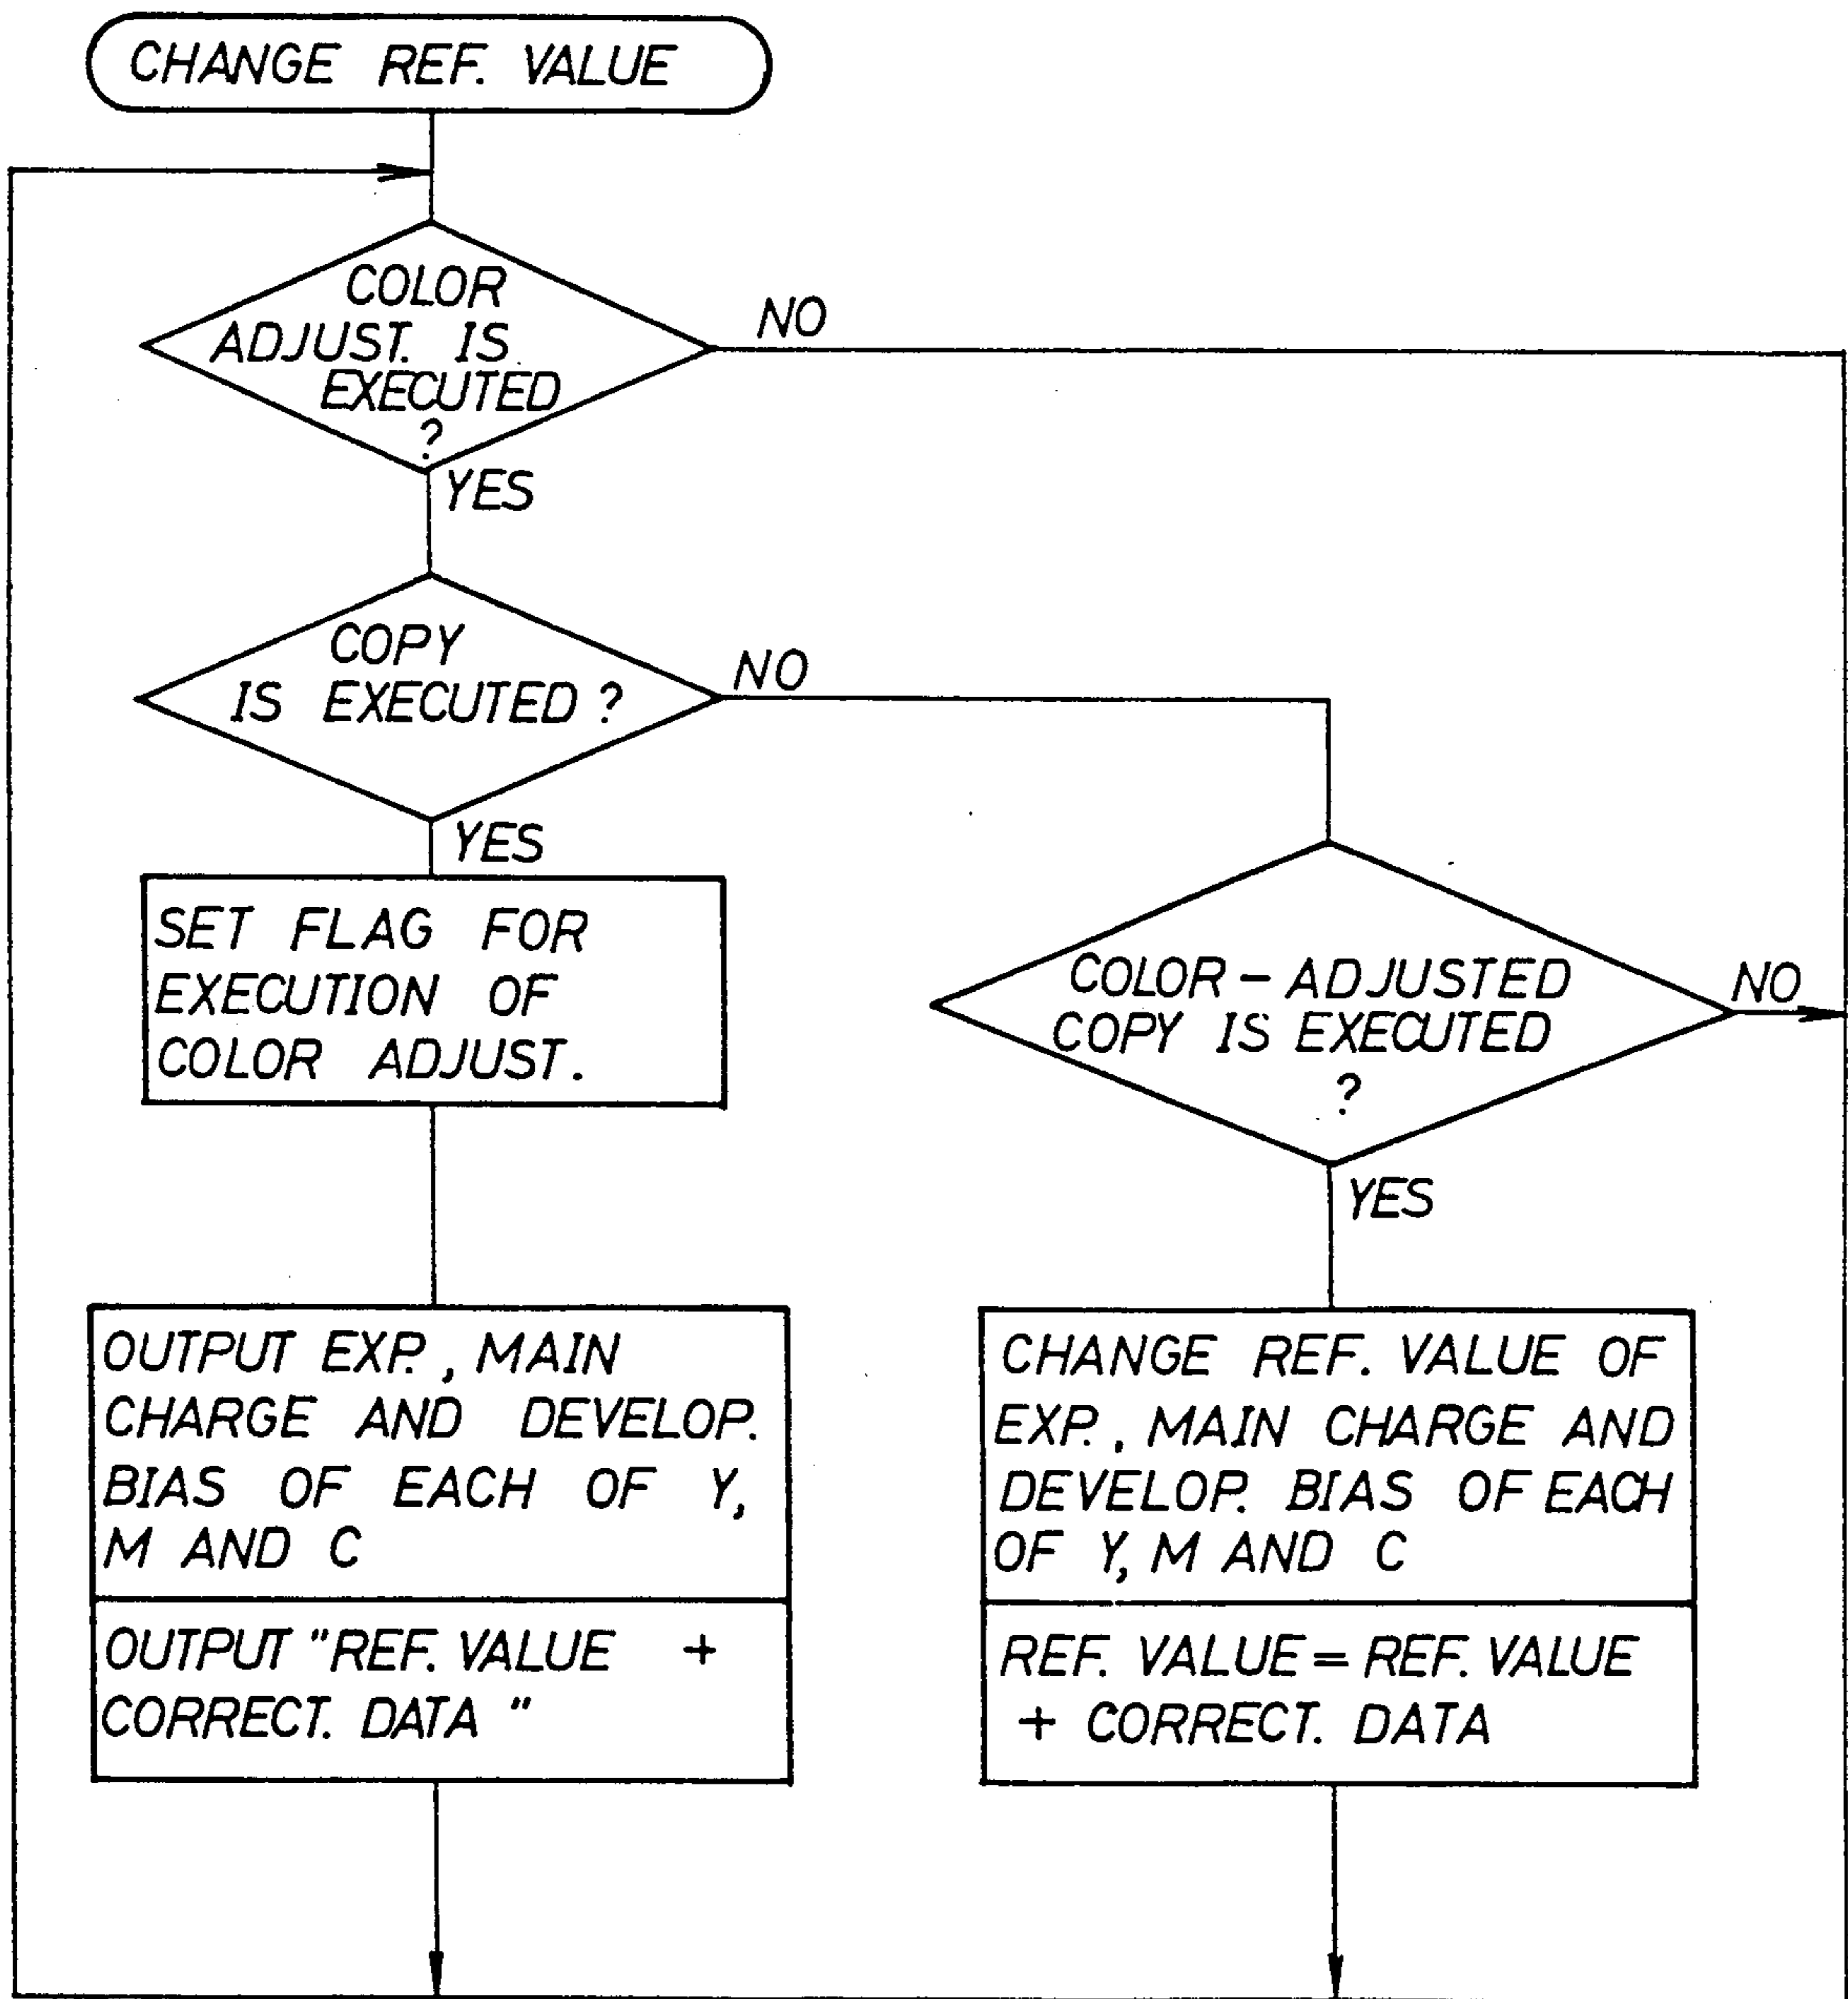 CHANGE REF. VALUE
COLOR
ADJUST. IS
EXECUTED
?
NO
YES
COPY
IS EXECUTED ?
NO
YES
SET FLAG FOR
EXECUTION OF
COLOR ADJUST.
COLOR - ADJUSTED
COPY IS EXECUTED
?
NO
YES
OUTPUT EXP., MAIN
CHARGE AND DEVELOP.
BIAS OF EACH OF Y,
M AND C
OUTPUT "REF. VALUE +
CORRECT. DATA "
CHANGE REF. VALUE OF
EXP., MAIN CHARGE AND
DEVELOP. BIAS OF EACH
OF Y, M AND C
REF. VALUE = REF. VALUE
+ CORRECT. DATA